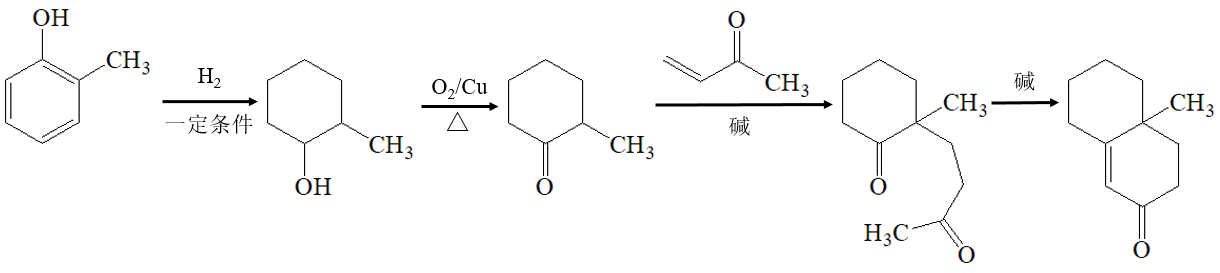 OH
CH₃
H₂
一定条件
CH₃
OH
O₂/Cu
△
CH₃
O
O
CH₃
碱
CH₃
O
H₃C
O
碱
CH₃
O